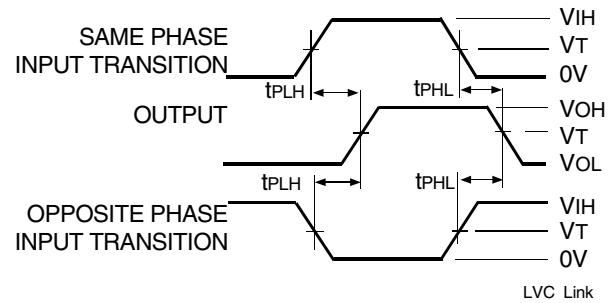 VIH
SAME PHASE
INPUT TRANSITION
VT
0V
tPLH
tPHL
OUTPUT
VOH
VT
VOL
tPLH
tPHL
OPPOSITE PHASE
INPUT TRANSITION
VIH
VT
0V
LVC Link